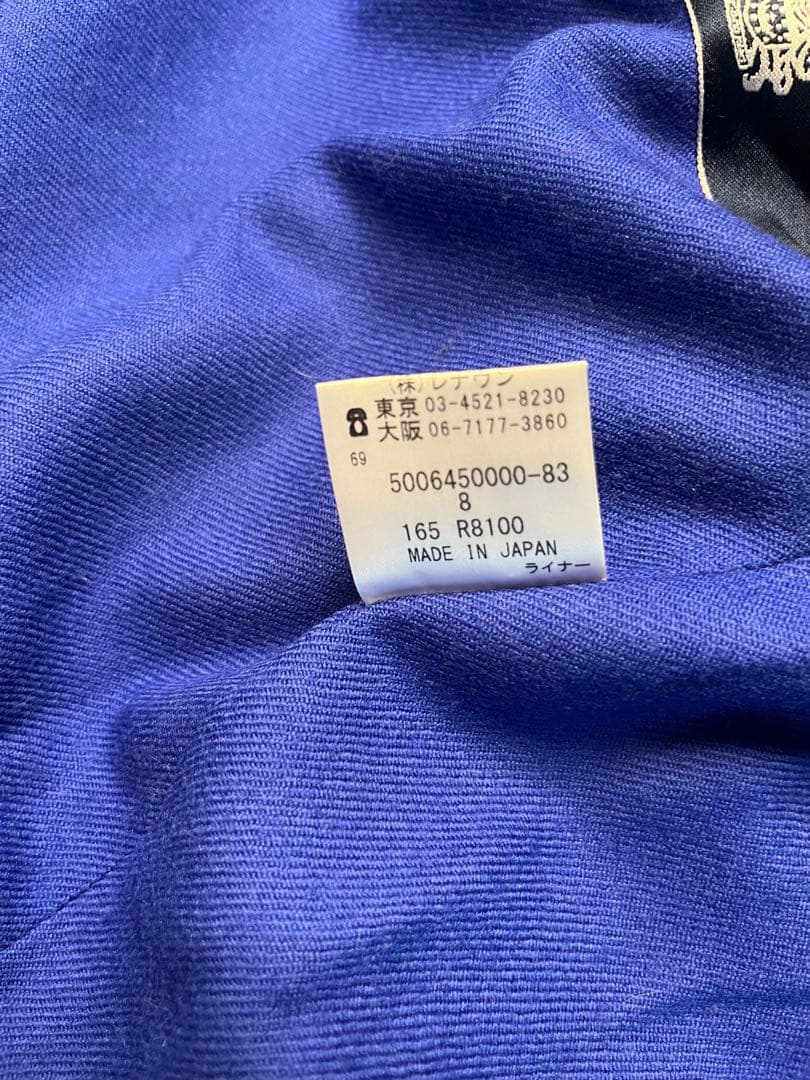 (株)レナウン
東京 03-4521-8230
大阪 06-7177-3860
69
5006450000-83
8
165 R8100
MADE IN JAPAN
ライナー